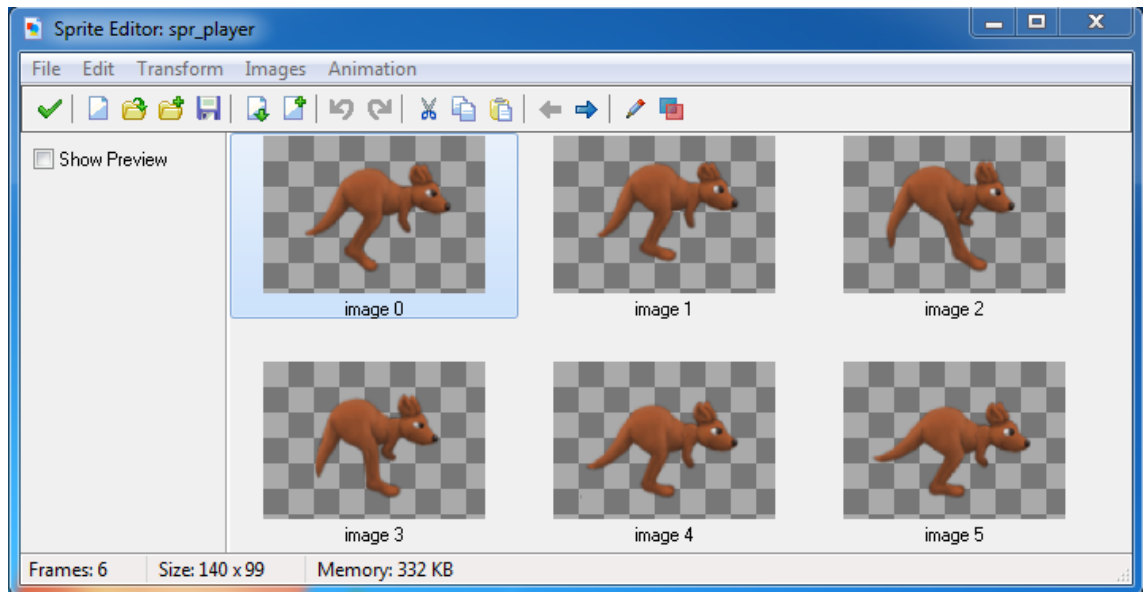 Sprite Editor: spr_player
File Edit Transform Images Animation
Show Preview
image 0 image 1 image 2
image 3 image 4 image 5
Frames: 6 Size: 140 x 99 Memory: 332 KB